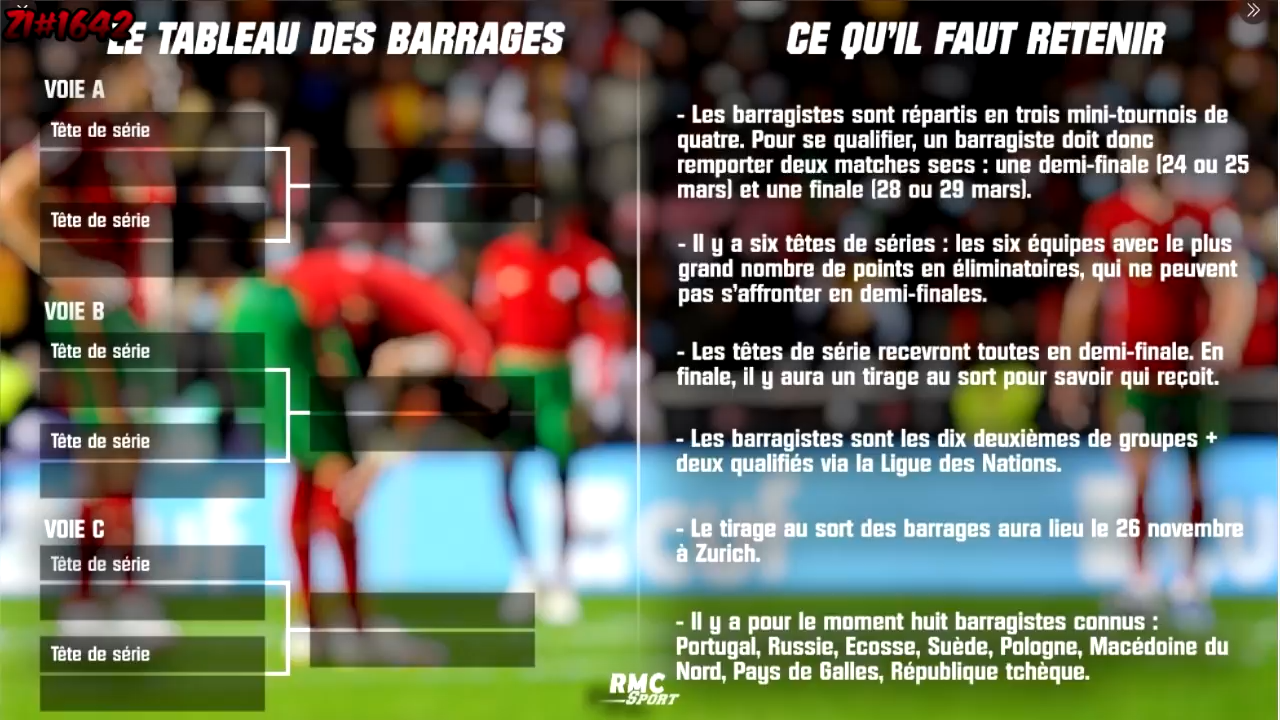 Z1#1642
LE TABLEAU DES BARRAGES
VOIE A
Tête de série
Tête de série
VOIE B
Tête de série
Tête de série
VOIE C
Tête de série
Tête de série
CE QU'IL FAUT RETENIR
- Les barragistes sont répartis en trois mini-tournois de
quatre. Pour se qualifier, un barragiste doit donc
remporter deux matches secs : une demi-finale (24 ou 25
mars) et une finale (28 ou 29 mars).
- Il y a six têtes de séries : les six équipes avec le plus
grand nombre de points en éliminatoires, qui ne peuvent
pas s'affronter en demi-finales.
- Les têtes de série recevront toutes en demi-finale. En
finale, il y aura un tirage au sort pour savoir qui reçoit.
- Les barragistes sont les dix deuxièmes de groupes +
deux qualifiés via la Ligue des Nations.
- Le tirage au sort des barrages aura lieu le 26 novembre
à Zurich.
- Il y a pour le moment huit barragistes connus :
Portugal, Russie, Ecosse, Suède, Pologne, Macédoine du
Nord, Pays de Galles, République tchèque.
RMC
SPORT